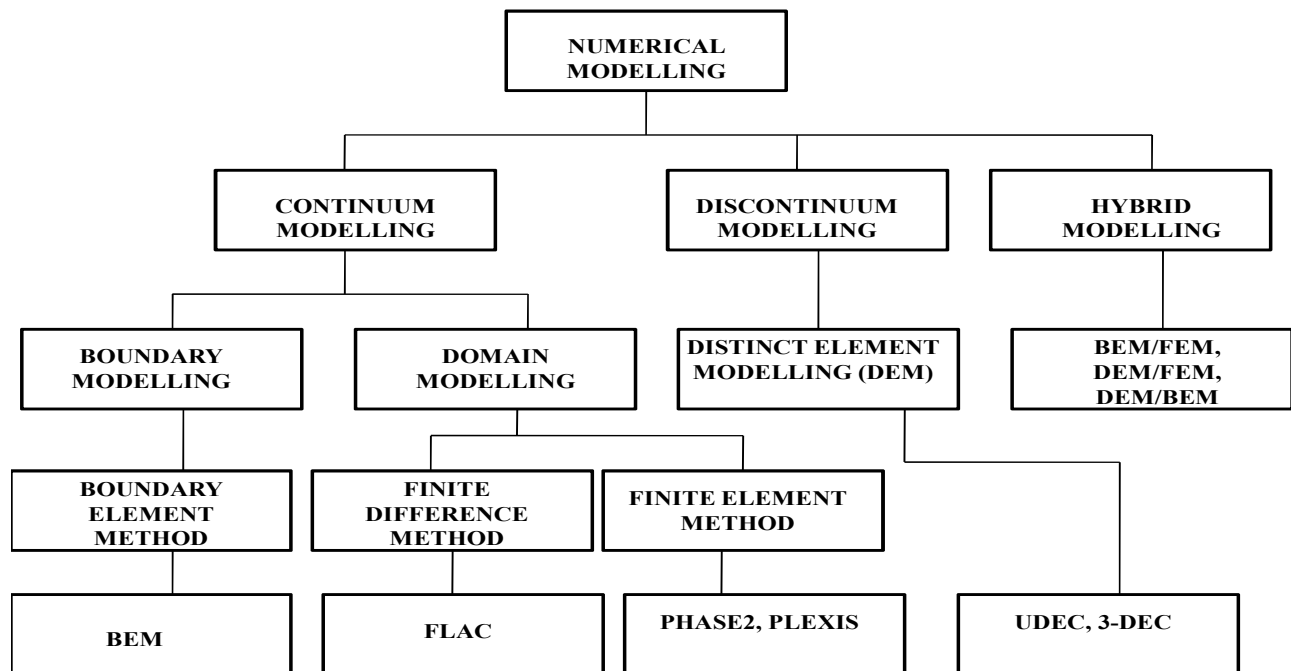 NUMERICAL
MODELLING
CONTINUUM
MODELLING
DISCONTINUUM
MODELLING
HYBRID
MODELLING
BOUNDARY
MODELLING
DOMAIN
MODELLING
DISTINCT ELEMENT
MODELLING (DEM)
BEM/FEM,
DEM/FEM,
DEM/BEM
BOUNDARY
ELEMENT
METHOD
FINITE
DIFFERENCE
METHOD
FINITE ELEMENT
METHOD
BEM
FLAC
PHASE2, PLEXIS
UDEC, 3-DEC